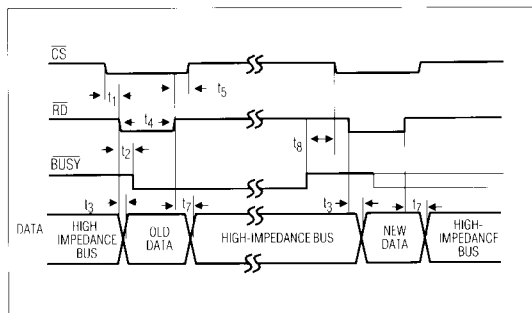 CS
t1
t5
RD
t4
t2
t8
BUSY
t3
t7
t3
t7
DATA
HIGH
IMPEDANCE
BUS
OLD
DATA
HIGH-IMPEDANCE BUS
NEW
DATA
HIGH-
IMPEDANCE
BUS